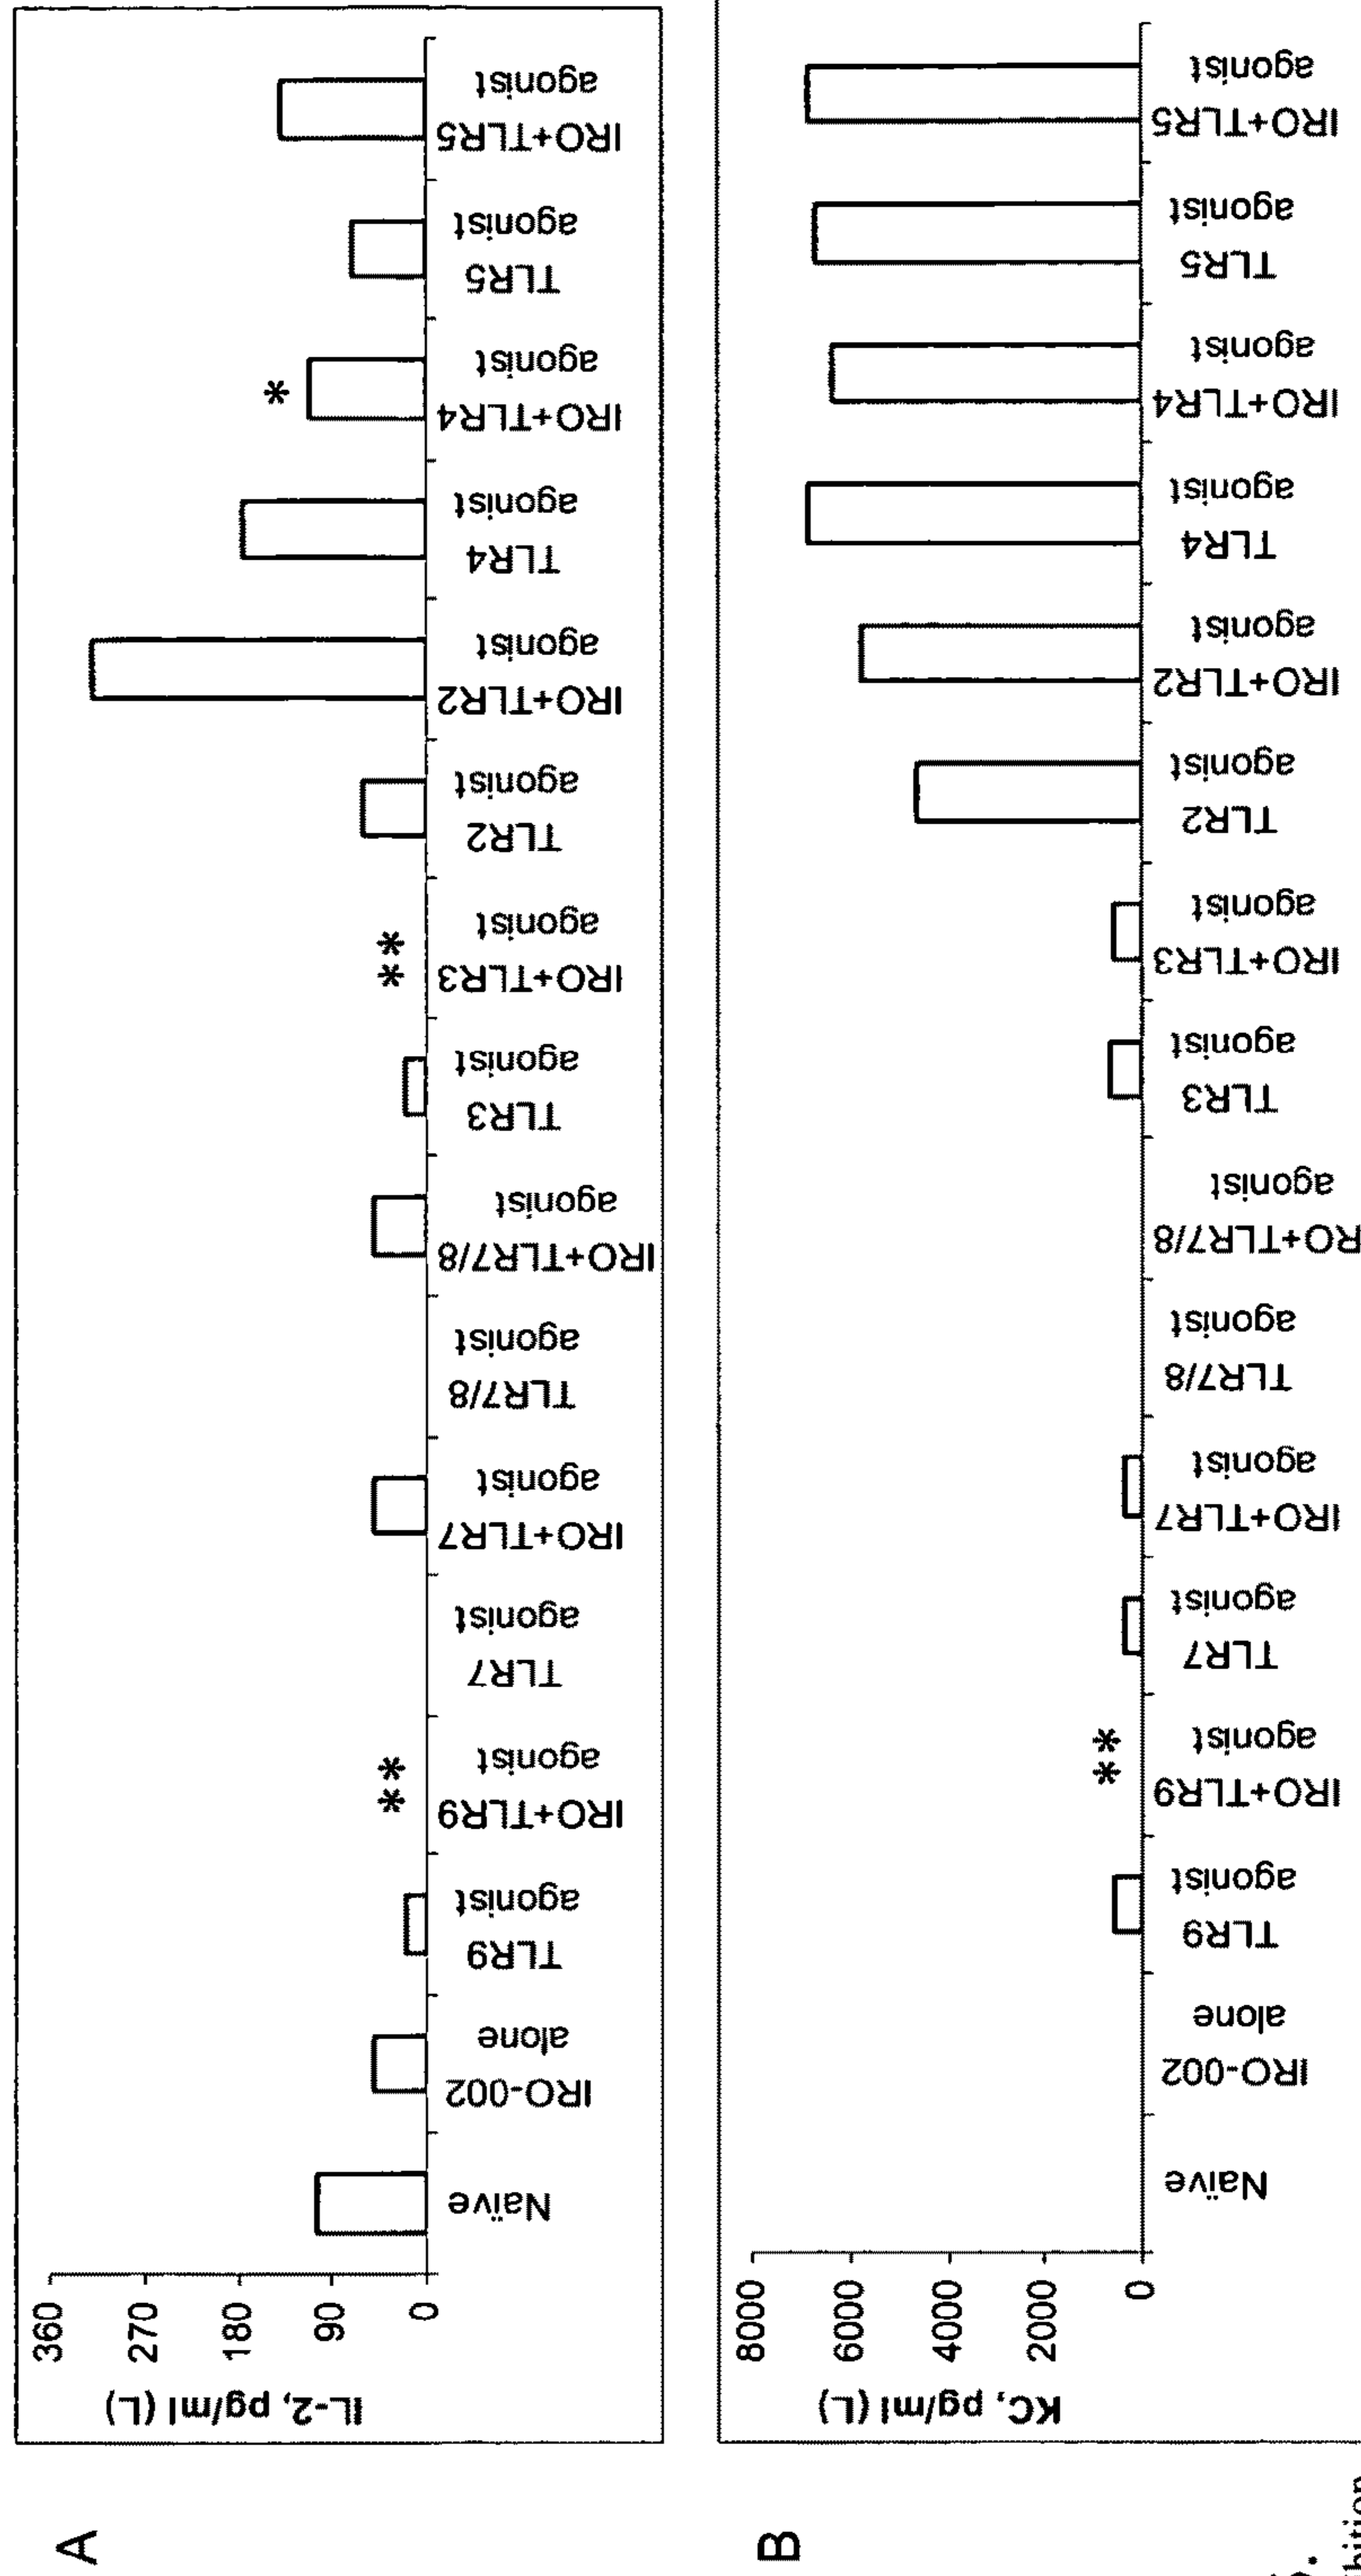 A
IL-2, pg/ml (L)
360
270
180
90
0
*
**
**
Naïve
IRO-002
alone
TLR9
agonist
IRO+TLR9
agonist
TLR7
agonist
IRO+TLR7
agonist
TLR7/8
agonist
IRO+TLR7/8
agonist
TLR3
agonist
IRO+TLR3
agonist
TLR2
agonist
IRO+TLR2
agonist
TLR4
agonist
IRO+TLR4
agonist
TLR5
agonist
IRO+TLR5
agonist
B
KC, pg/ml (L)
8000
6000
4000
2000
0
**
Naïve
IRO-002
alone
TLR9
agonist
IRO+TLR9
agonist
TLR7
agonist
IRO+TLR7
agonist
TLR7/8
agonist
RO+TLR7/8
agonist
TLR3
agonist
IRO+TLR3
agonist
TLR2
agonist
IRO+TLR2
agonist
TLR4
agonist
IRO+TLR4
agonist
TLR5
agonist
IRO+TLR5
agonist